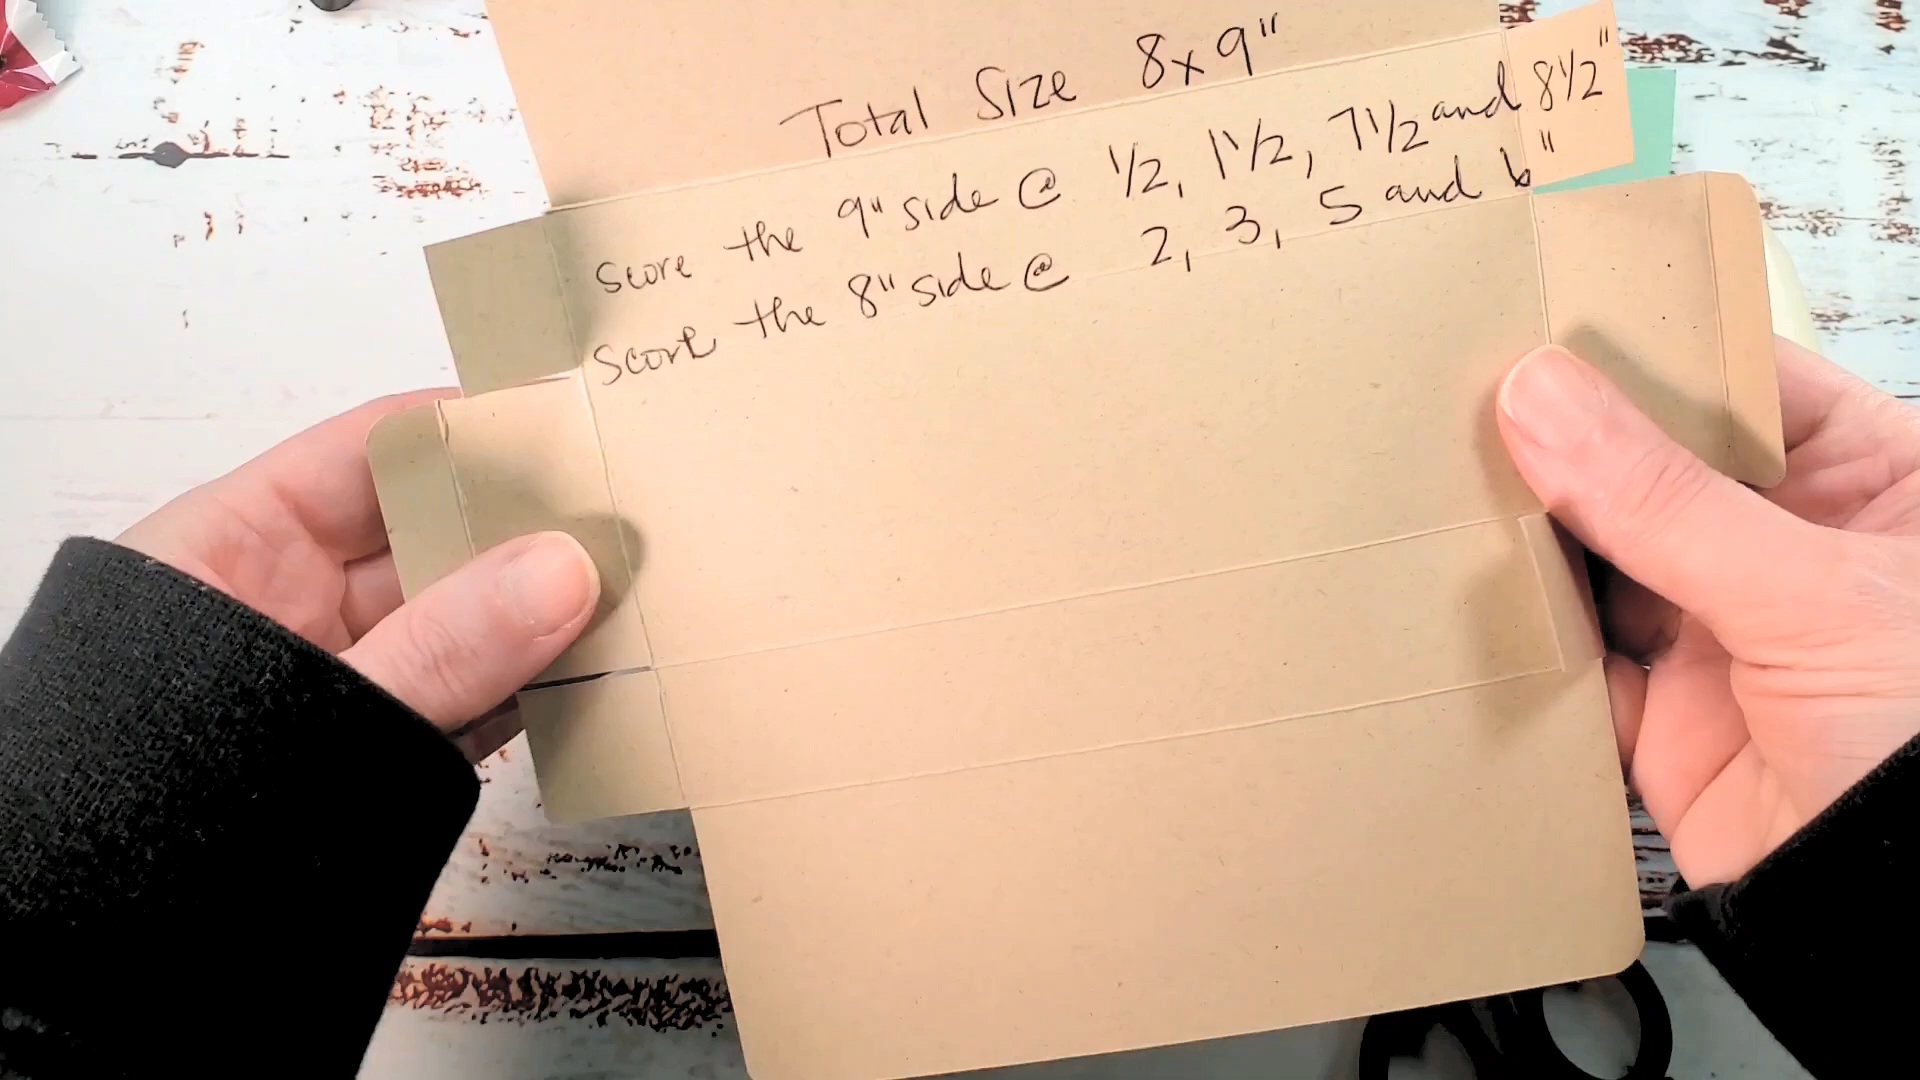 Total Size 8x9"
Score the 9" side @ 1/2, 1 1/2, 7 1/2 and 8 1/2"
Score the 8" side @ 2, 3, 5 and 6"